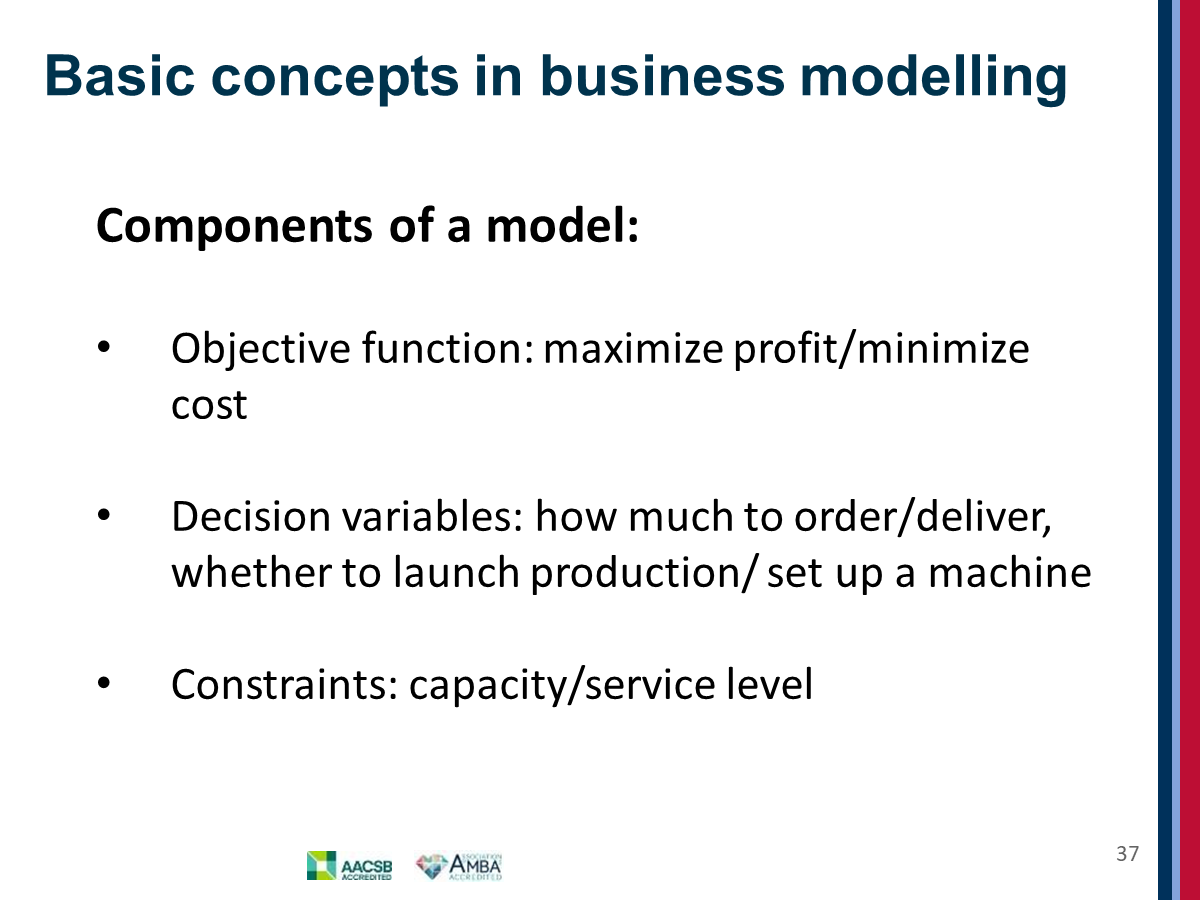 Basic concepts in business modelling
Components of a model:
• Objective function: maximize profit/minimize
cost
• Decision variables: how much to order/deliver,
whether to launch production/ set up a machine
• Constraints: capacity/service level
AACSB
ACCREDITED
ASSOCIATION
AMBA
ACCREDITED
37